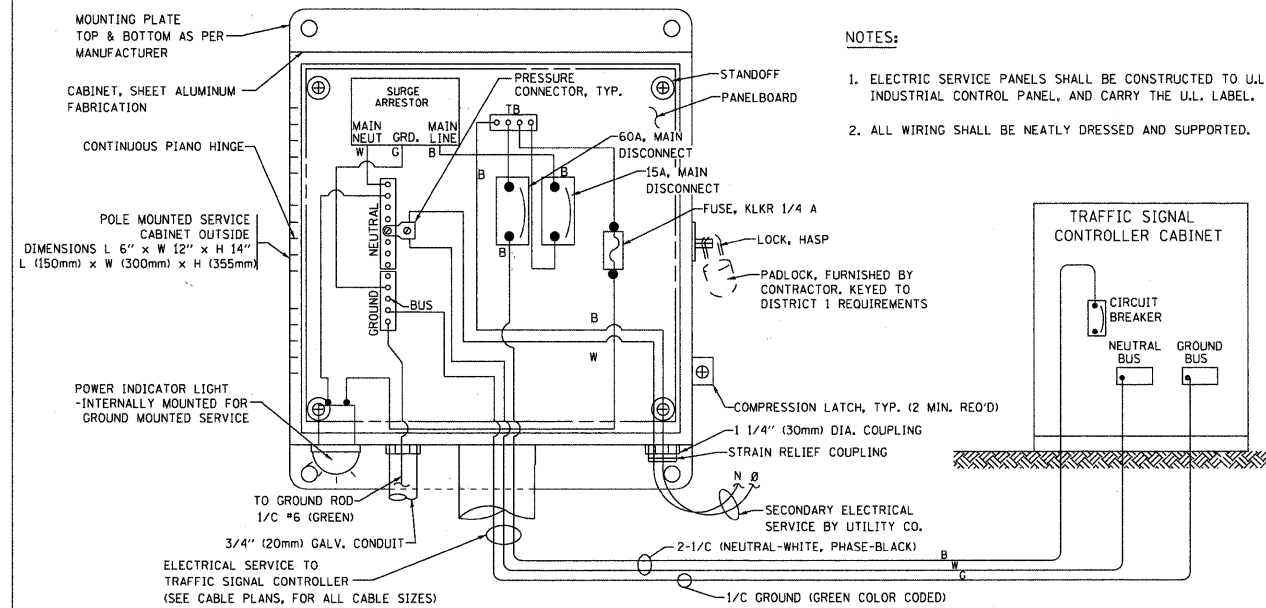 MOUNTING PLATE
TOP & BOTTOM AS PER
MANUFACTURER
CABINET, SHEET ALUMINUM
FABRICATION
CONTINUOUS PIANO HINGE
POLE MOUNTED SERVICE
CABINET OUTSIDE
DIMENSIONS L 6" x W 12" x H 14"
L (150mm) x W (300mm) x H (355mm)
POWER INDICATOR LIGHT
-INTERNALLY MOUNTED FOR
GROUND MOUNTED SERVICE
TO GROUND ROD
1/C #6 (GREEN)
3/4" (20mm) GALV. CONDUIT
ELECTRICAL SERVICE TO
TRAFFIC SIGNAL CONTROLLER
(SEE CABLE PLANS, FOR ALL CABLE SIZES)
SURGE
ARRESTOR
MAIN
NEUT
GRD.
MAIN
LINE
W
G
B
PRESSURE
CONNECTOR, TYP.
TB
B
B
B
NEUTRAL
GROUND
BUS
B
W
STANDOFF
PANELBOARD
60A, MAIN
DISCONNECT
15A, MAIN
DISCONNECT
FUSE, KLKR 1/4 A
LOCK, HASP
PADLOCK, FURNISHED BY
CONTRACTOR. KEYED TO
DISTRICT 1 REQUIREMENTS
COMPRESSION LATCH, TYP. (2 MIN. REQ'D)
1 1/4" (30mm) DIA. COUPLING
STRAIN RELIEF COUPLING
N Ø
SECONDARY ELECTRICAL
SERVICE BY UTILITY CO.
2-1/C (NEUTRAL-WHITE, PHASE-BLACK)
1/C GROUND (GREEN COLOR CODED)
B
W
G
NOTES:
1. ELECTRIC SERVICE PANELS SHALL BE CONSTRUCTED TO U.L
INDUSTRIAL CONTROL PANEL, AND CARRY THE U.L. LABEL.
2. ALL WIRING SHALL BE NEATLY DRESSED AND SUPPORTED.
TRAFFIC SIGNAL
CONTROLLER CABINET
CIRCUIT
BREAKER
NEUTRAL
BUS
GROUND
BUS